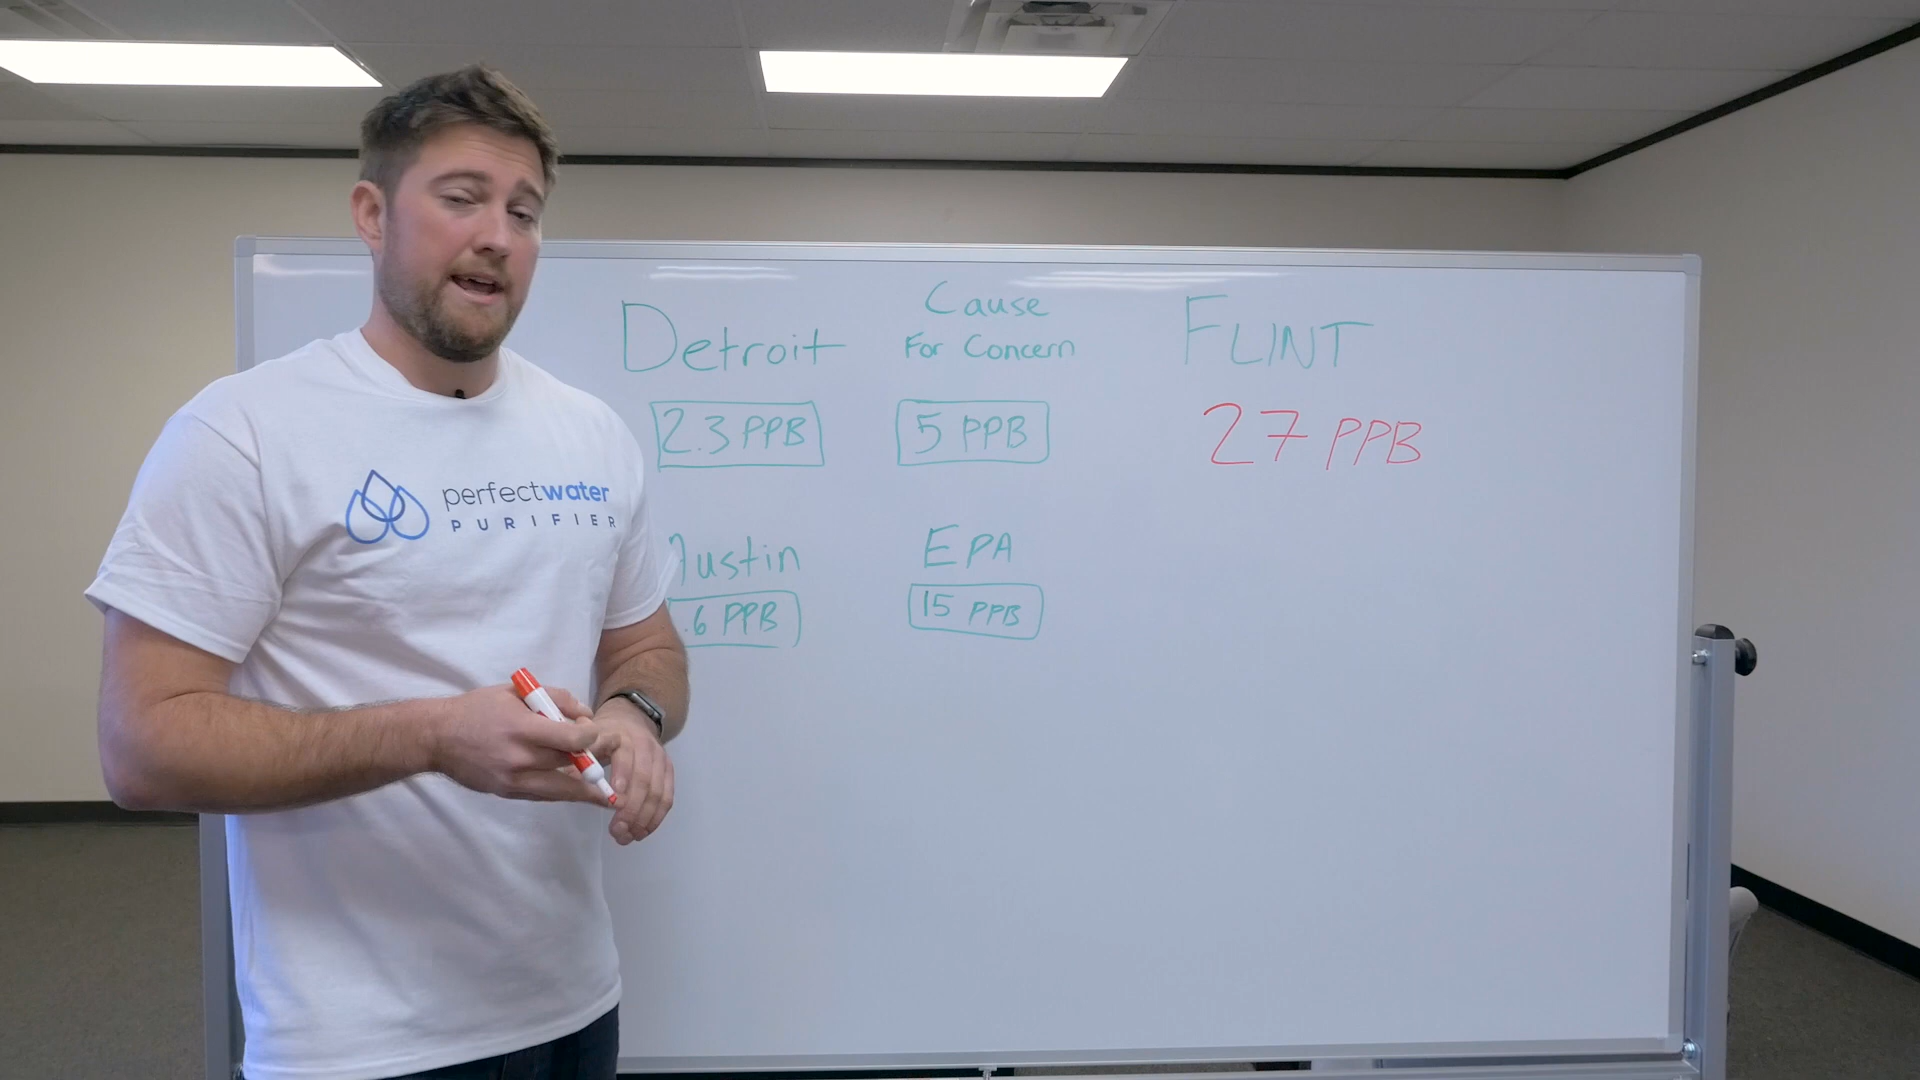 Detroit
2.3 PPB
Cause
For Concern
5 PPB
FLINT
27 PPB
Austin
.6 PPB
EPA
15 PPB
perfectwater
PURIFIER